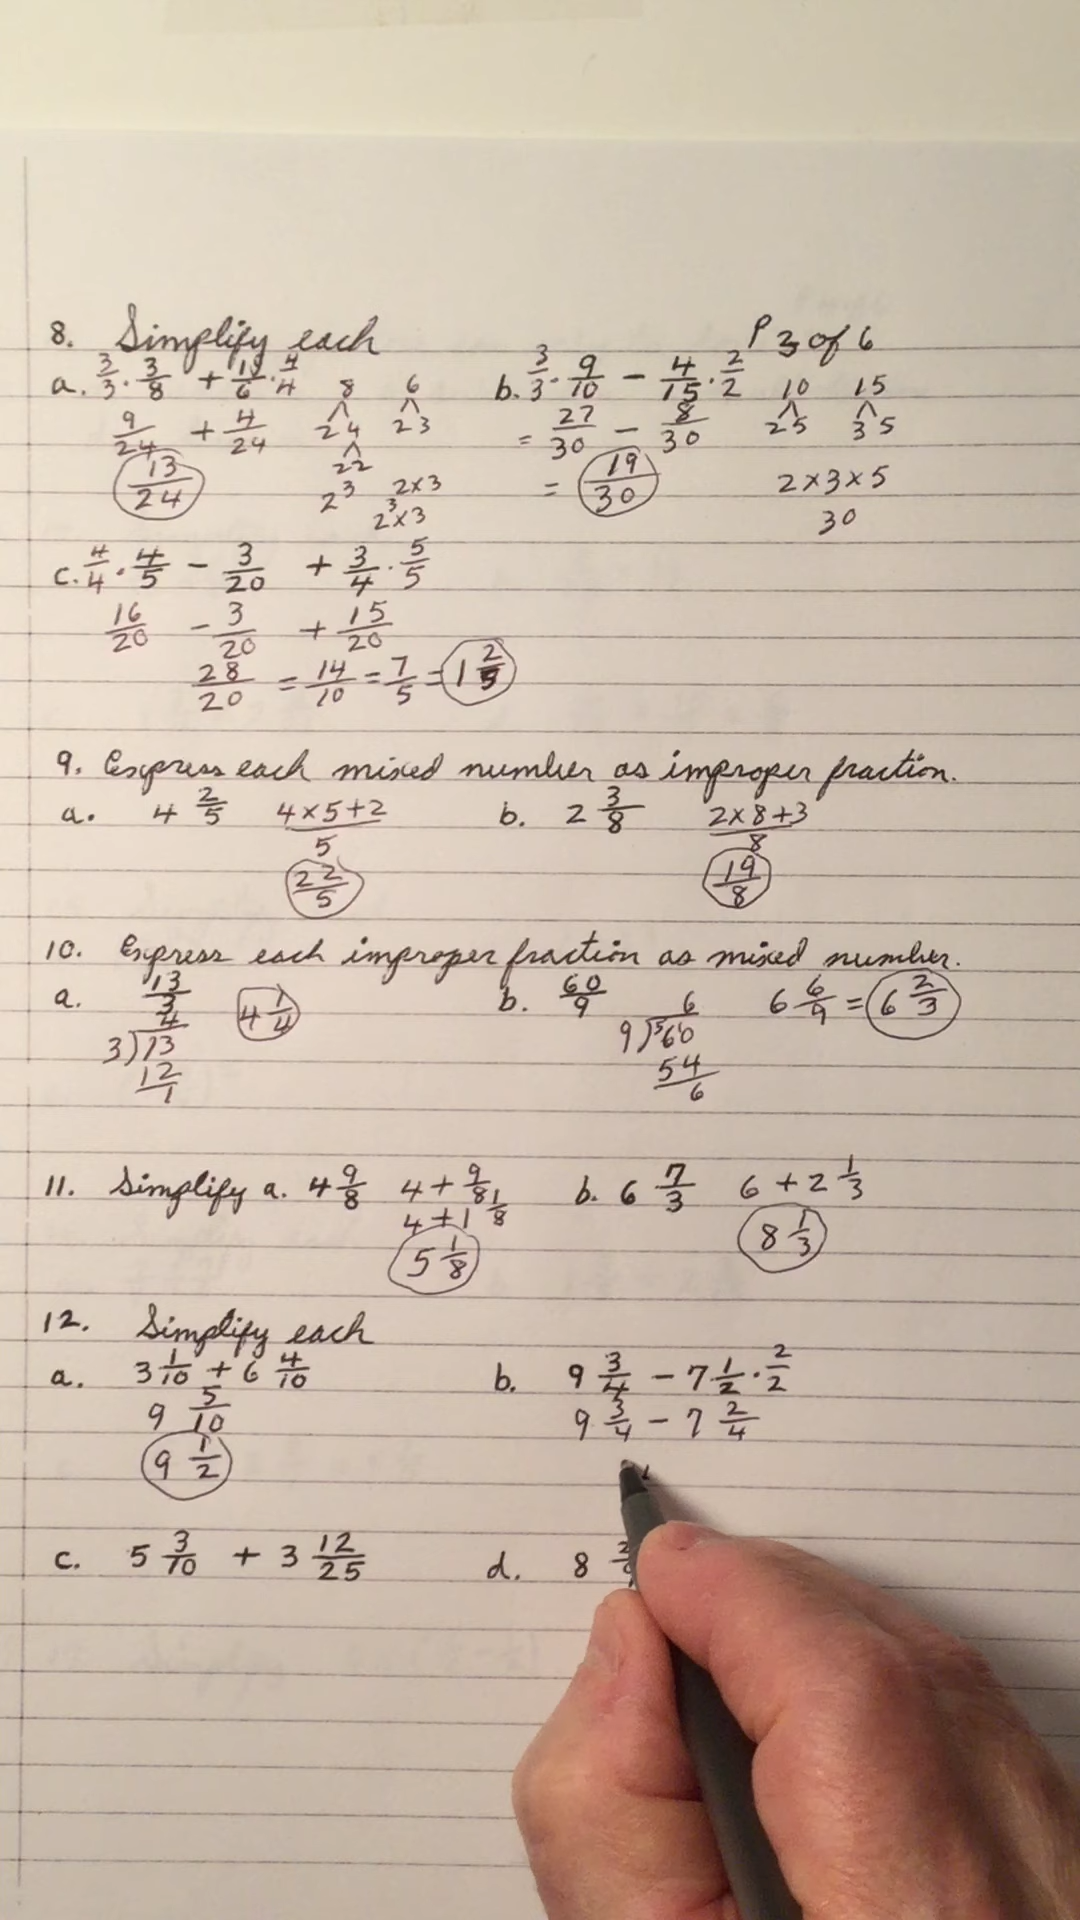 P 3 of 6
8. Simplify each
a. 3/3 · 3/8 + 1/6 · 4/4
9/24 + 4/24
13/24
8 6
2 4 2 3
2 2
2³ 2×3
2³×3
b. 3/3 · 9/10 − 4/15 · 2/2
= 27/30 − 8/30
= 19/30
10 15
2 5 3 5
2×3×5
30
c. 4/4 · 4/5 − 3/20 + 3/4 · 5/5
16/20 − 3/20 + 15/20
28/20 = 14/10 = 7/5 = 1 2/5
9. Express each mixed number as improper fraction.
a. 4 2/5 4×5+2/5
22/5
b. 2 3/8 2×8+3/8
19/8
10. Express each improper fraction as mixed number.
a. 13/3 4 1/4
4
3)13
12
1
b. 60/9 6 6/9 = 6 2/3
6
9)⁵60
54
6
11. Simplify a. 4 9/8 4 + 9/8
4 + 1 1/8
5 1/8
b. 6 7/3 6 + 2 1/3
8 1/3
12. Simplify each
a. 3 1/10 + 6 4/10
9 5/10
9 1/2
b. 9 3/4 − 7 1/2 · 2/2
9 3/4 − 7 2/4
c. 5 3/10 + 3 12/25
d. 8